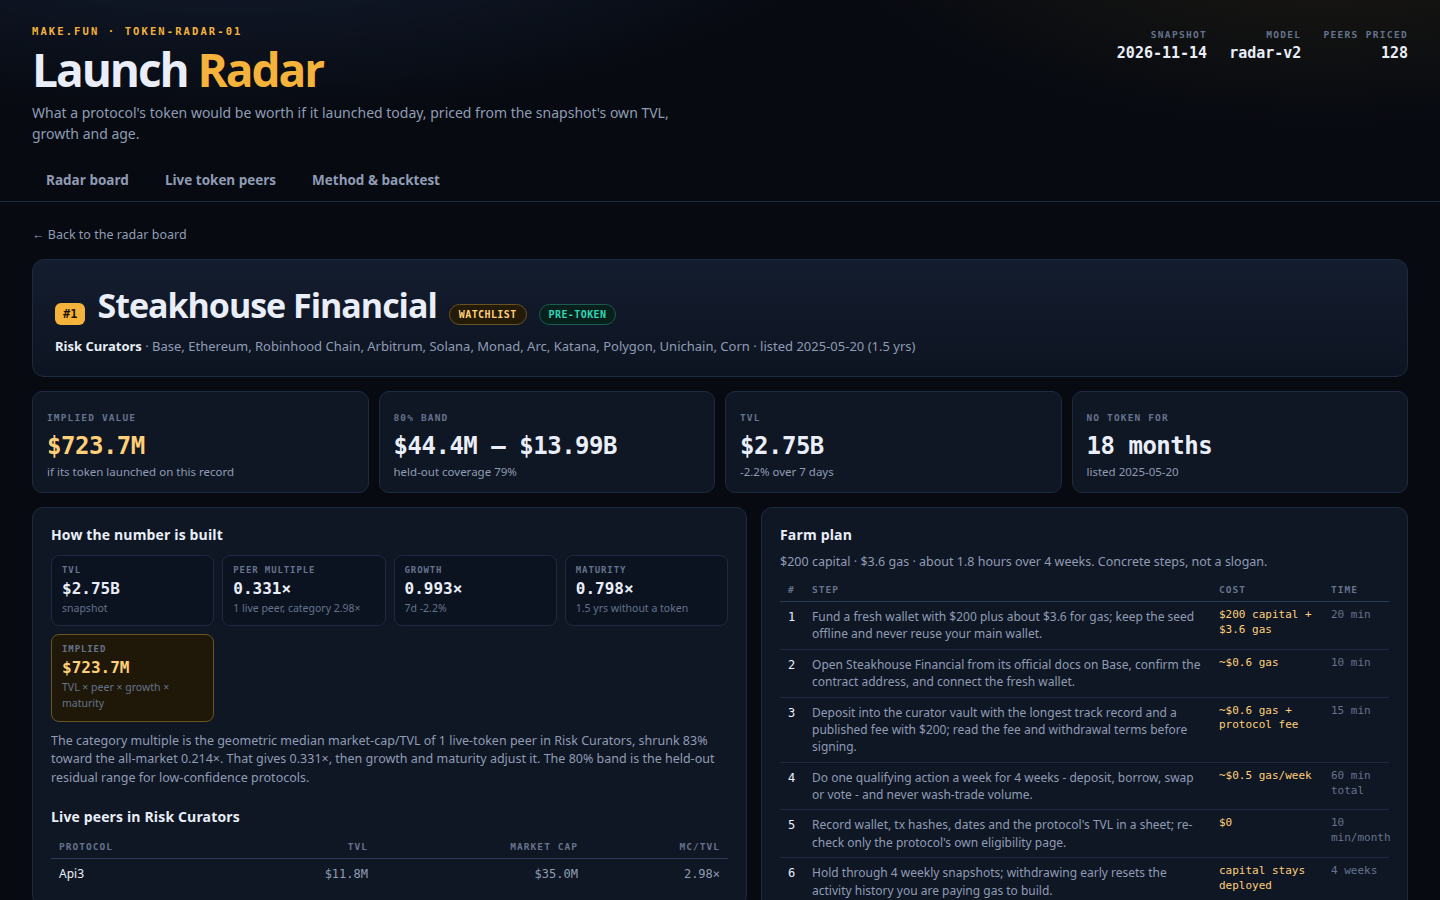 MAKE.FUN · TOKEN-RADAR-01
Launch Radar
What a protocol's token would be worth if it launched today, priced from the snapshot's own TVL,
growth and age.
SNAPSHOT
2026-11-14
MODEL
radar-v2
PEERS PRICED
128
Radar board
Live token peers
Method & backtest
← Back to the radar board
#1 Steakhouse Financial WATCHLIST PRE-TOKEN
Risk Curators · Base, Ethereum, Robinhood Chain, Arbitrum, Solana, Monad, Arc, Katana, Polygon, Unichain, Corn · listed 2025-05-20 (1.5 yrs)
IMPLIED VALUE
$723.7M
if its token launched on this record
80% BAND
$44.4M — $13.99B
held-out coverage 79%
TVL
$2.75B
-2.2% over 7 days
NO TOKEN FOR
18 months
listed 2025-05-20
How the number is built
TVL
$2.75B
snapshot
PEER MULTIPLE
0.331×
1 live peer, category 2.98×
GROWTH
0.993×
7d -2.2%
MATURITY
0.798×
1.5 yrs without a token
IMPLIED
$723.7M
TVL × peer × growth ×
maturity
The category multiple is the geometric median market-cap/TVL of 1 live-token peer in Risk Curators, shrunk 83%
toward the all-market 0.214×. That gives 0.331×, then growth and maturity adjust it. The 80% band is the held-out
residual range for low-confidence protocols.
Live peers in Risk Curators
PROTOCOL TVL MARKET CAP MC/TVL
Api3 $11.8M $35.0M 2.98×
Farm plan
$200 capital · $3.6 gas · about 1.8 hours over 4 weeks. Concrete steps, not a slogan.
# STEP COST TIME
1 Fund a fresh wallet with $200 plus about $3.6 for gas; keep the seed
offline and never reuse your main wallet.
$200 capital +
$3.6 gas
20 min
2 Open Steakhouse Financial from its official docs on Base, confirm the
contract address, and connect the fresh wallet.
~$0.6 gas
10 min
3 Deposit into the curator vault with the longest track record and a
published fee with $200; read the fee and withdrawal terms before
signing.
~$0.6 gas +
protocol fee
15 min
4 Do one qualifying action a week for 4 weeks - deposit, borrow, swap
or vote - and never wash-trade volume.
~$0.5 gas/week
60 min
total
5 Record wallet, tx hashes, dates and the protocol's TVL in a sheet; re-
check only the protocol's own eligibility page.
$0
10
min/month
6 Hold through 4 weekly snapshots; withdrawing early resets the
activity history you are paying gas to build.
capital stays
deployed
4 weeks